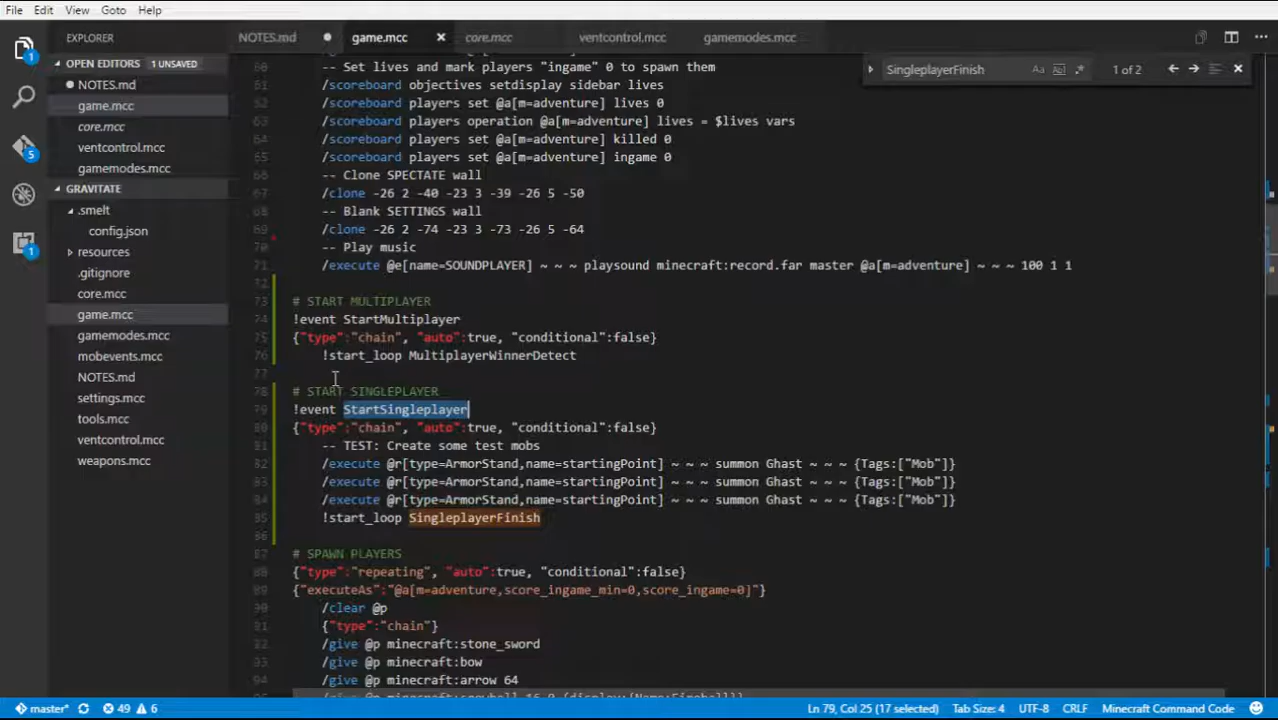 File Edit View Goto Help
EXPLORER
NOTES.md game.mcc core.mcc ventcontrol.mcc gamemodes.mcc
OPEN EDITORS 1 UNSAVED
NOTES.md
game.mcc
core.mcc
ventcontrol.mcc
gamemodes.mcc
GRAVITATE
.smelt
config.json
resources
.gitignore
core.mcc
game.mcc
gamemodes.mcc
mobevents.mcc
NOTES.md
settings.mcc
tools.mcc
ventcontrol.mcc
weapons.mcc
1
5
1
SingleplayerFinish Aa Abl .* 1 of 2
60 -- Set lives and mark players "ingame" 0 to spawn them
61 /scoreboard objectives setdisplay sidebar lives
62 /scoreboard players set @a[m=adventure] lives 0
63 /scoreboard players operation @a[m=adventure] lives = $lives vars
64 /scoreboard players set @a[m=adventure] killed 0
65 /scoreboard players set @a[m=adventure] ingame 0
66 -- Clone SPECTATE wall
67 /clone -26 2 -40 -23 3 -39 -26 5 -50
68 -- Blank SETTINGS wall
69 /clone -26 2 -74 -23 3 -73 -26 5 -64
70 -- Play music
71 /execute @e[name=SOUNDPLAYER] ~ ~ ~ playsound minecraft:record.far master @a[m=adventure] ~ ~ ~ 100 1 1
72
73 # START MULTIPLAYER
74 !event StartMultiplayer
75 {"type":"chain", "auto":true, "conditional":false}
76 !start_loop MultiplayerWinnerDetect
77
78 # START SINGLEPLAYER
79 !event StartSingleplayer
80 {"type":"chain", "auto":true, "conditional":false}
81 -- TEST: Create some test mobs
82 /execute @r[type=ArmorStand,name=startingPoint] ~ ~ ~ summon Ghast ~ ~ ~ {Tags:["Mob"]}
83 /execute @r[type=ArmorStand,name=startingPoint] ~ ~ ~ summon Ghast ~ ~ ~ {Tags:["Mob"]}
84 /execute @r[type=ArmorStand,name=startingPoint] ~ ~ ~ summon Ghast ~ ~ ~ {Tags:["Mob"]}
85 !start_loop SingleplayerFinish
86
87 # SPAWN PLAYERS
88 {"type":"repeating", "auto":true, "conditional":false}
89 {"executeAs":"@a[m=adventure,score_ingame_min=0,score_ingame=0]"}
90 /clear @p
91 {"type":"chain"}
92 /give @p minecraft:stone_sword
93 /give @p minecraft:bow
94 /give @p minecraft:arrow 64
master* 49 6 Ln 79, Col 25 (17 selected) Tab Size: 4 UTF-8 CRLF Minecraft Command Code